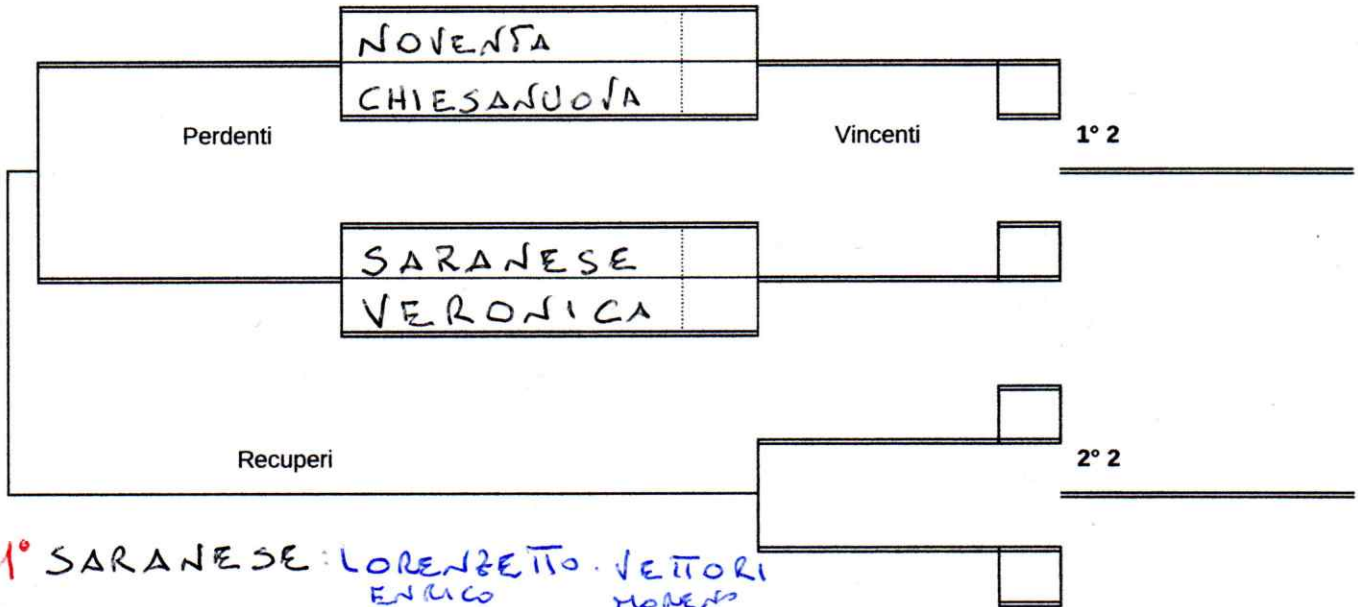 NOVENTA
CHIESANUOVA
Perdenti
Vincenti
1° 2
SARANESE
VERONICA
Recuperi
2° 2
1° SARANESE: LORENZETTO. VETTORI
ENRICO MORENO